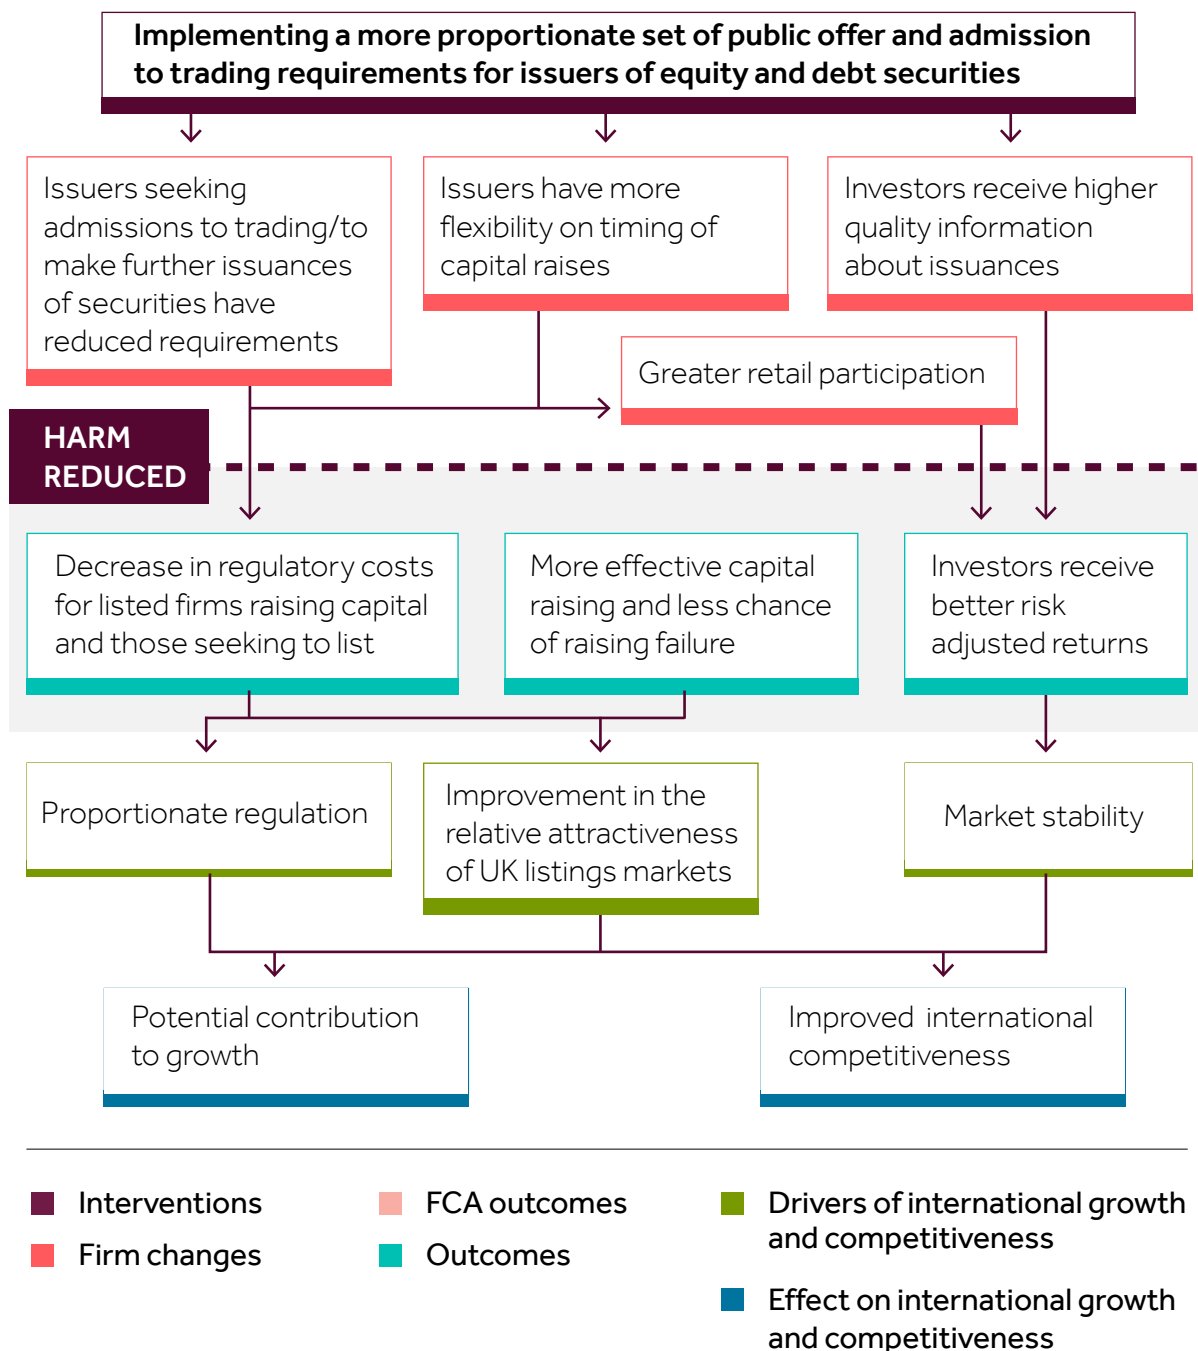 Implementing a more proportionate set of public offer and admission
to trading requirements for issuers of equity and debt securities
Issuers seeking
admissions to trading/to
make further issuances
of securities have
reduced requirements
Issuers have more
flexibility on timing of
capital raises
Investors receive higher
quality information
about issuances
Greater retail participation
HARM
REDUCED
Decrease in regulatory costs
for listed firms raising capital
and those seeking to list
More effective capital
raising and less chance
of raising failure
Investors receive
better risk
adjusted returns
Proportionate regulation
Improvement in the
relative attractiveness
of UK listings markets
Market stability
Potential contribution
to growth
Improved international
competitiveness
Interventions
Firm changes
FCA outcomes
Outcomes
Drivers of international growth
and competitiveness
Effect on international growth
and competitiveness